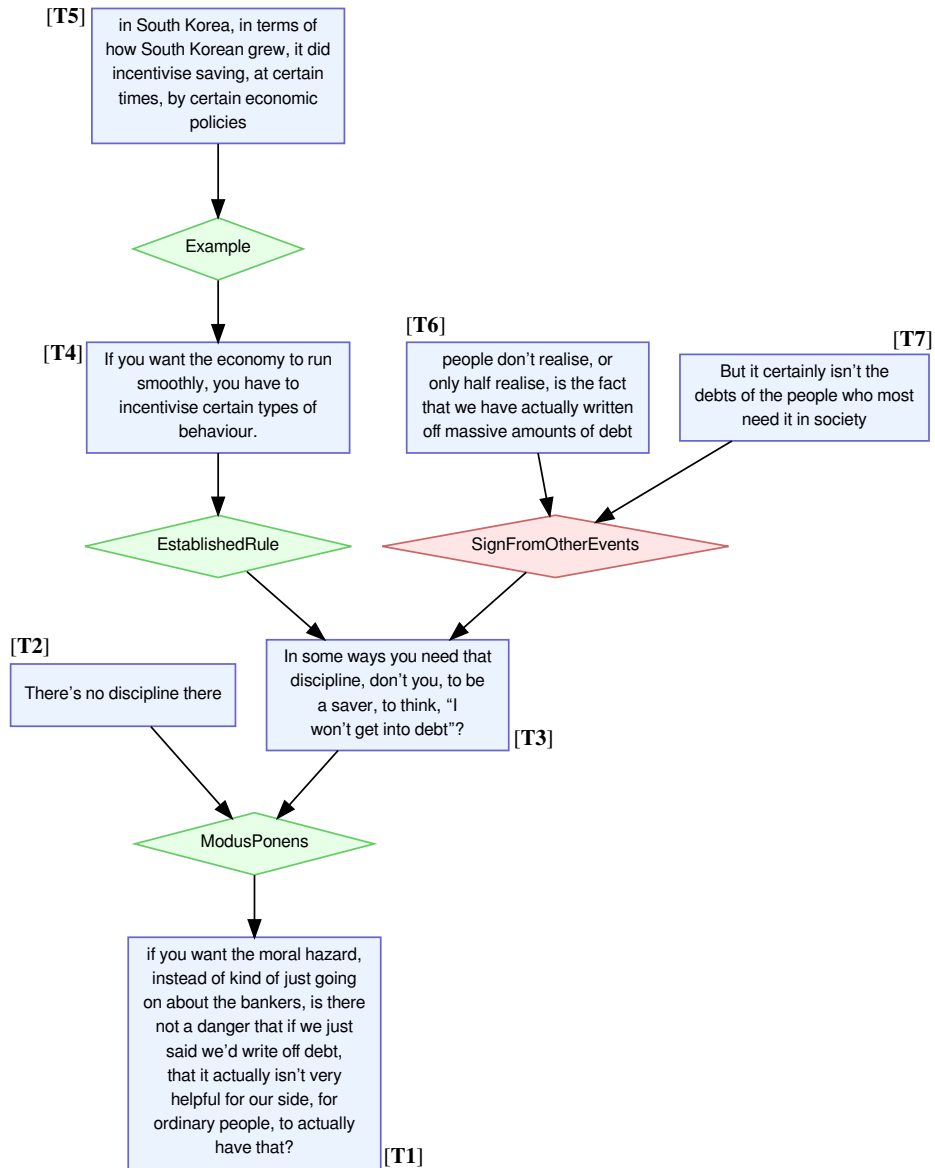 [T5]
in South Korea, in terms of
how South Korean grew, it did
incentivise saving, at certain
times, by certain economic
policies
Example
[T4]
If you want the economy to run
smoothly, you have to
incentivise certain types of
behaviour.
[T6]
people don't realise, or
only half realise, is the fact
that we have actually written
off massive amounts of debt
[T7]
But it certainly isn't the
debts of the people who most
need it in society
EstablishedRule
SignFromOtherEvents
[T2]
There's no discipline there
In some ways you need that
discipline, don't you, to be
a saver, to think, “I
won't get into debt”?
[T3]
ModusPonens
if you want the moral hazard,
instead of kind of just going
on about the bankers, is there
not a danger that if we just
said we'd write off debt,
that it actually isn't very
helpful for our side, for
ordinary people, to actually
have that?
[T1]